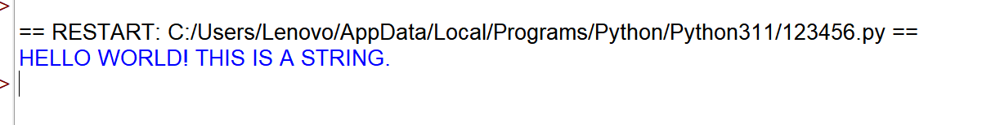 >
== RESTART: C:/Users/Lenovo/AppData/Local/Programs/Python/Python311/123456.py ==
HELLO WORLD! THIS IS A STRING.
>